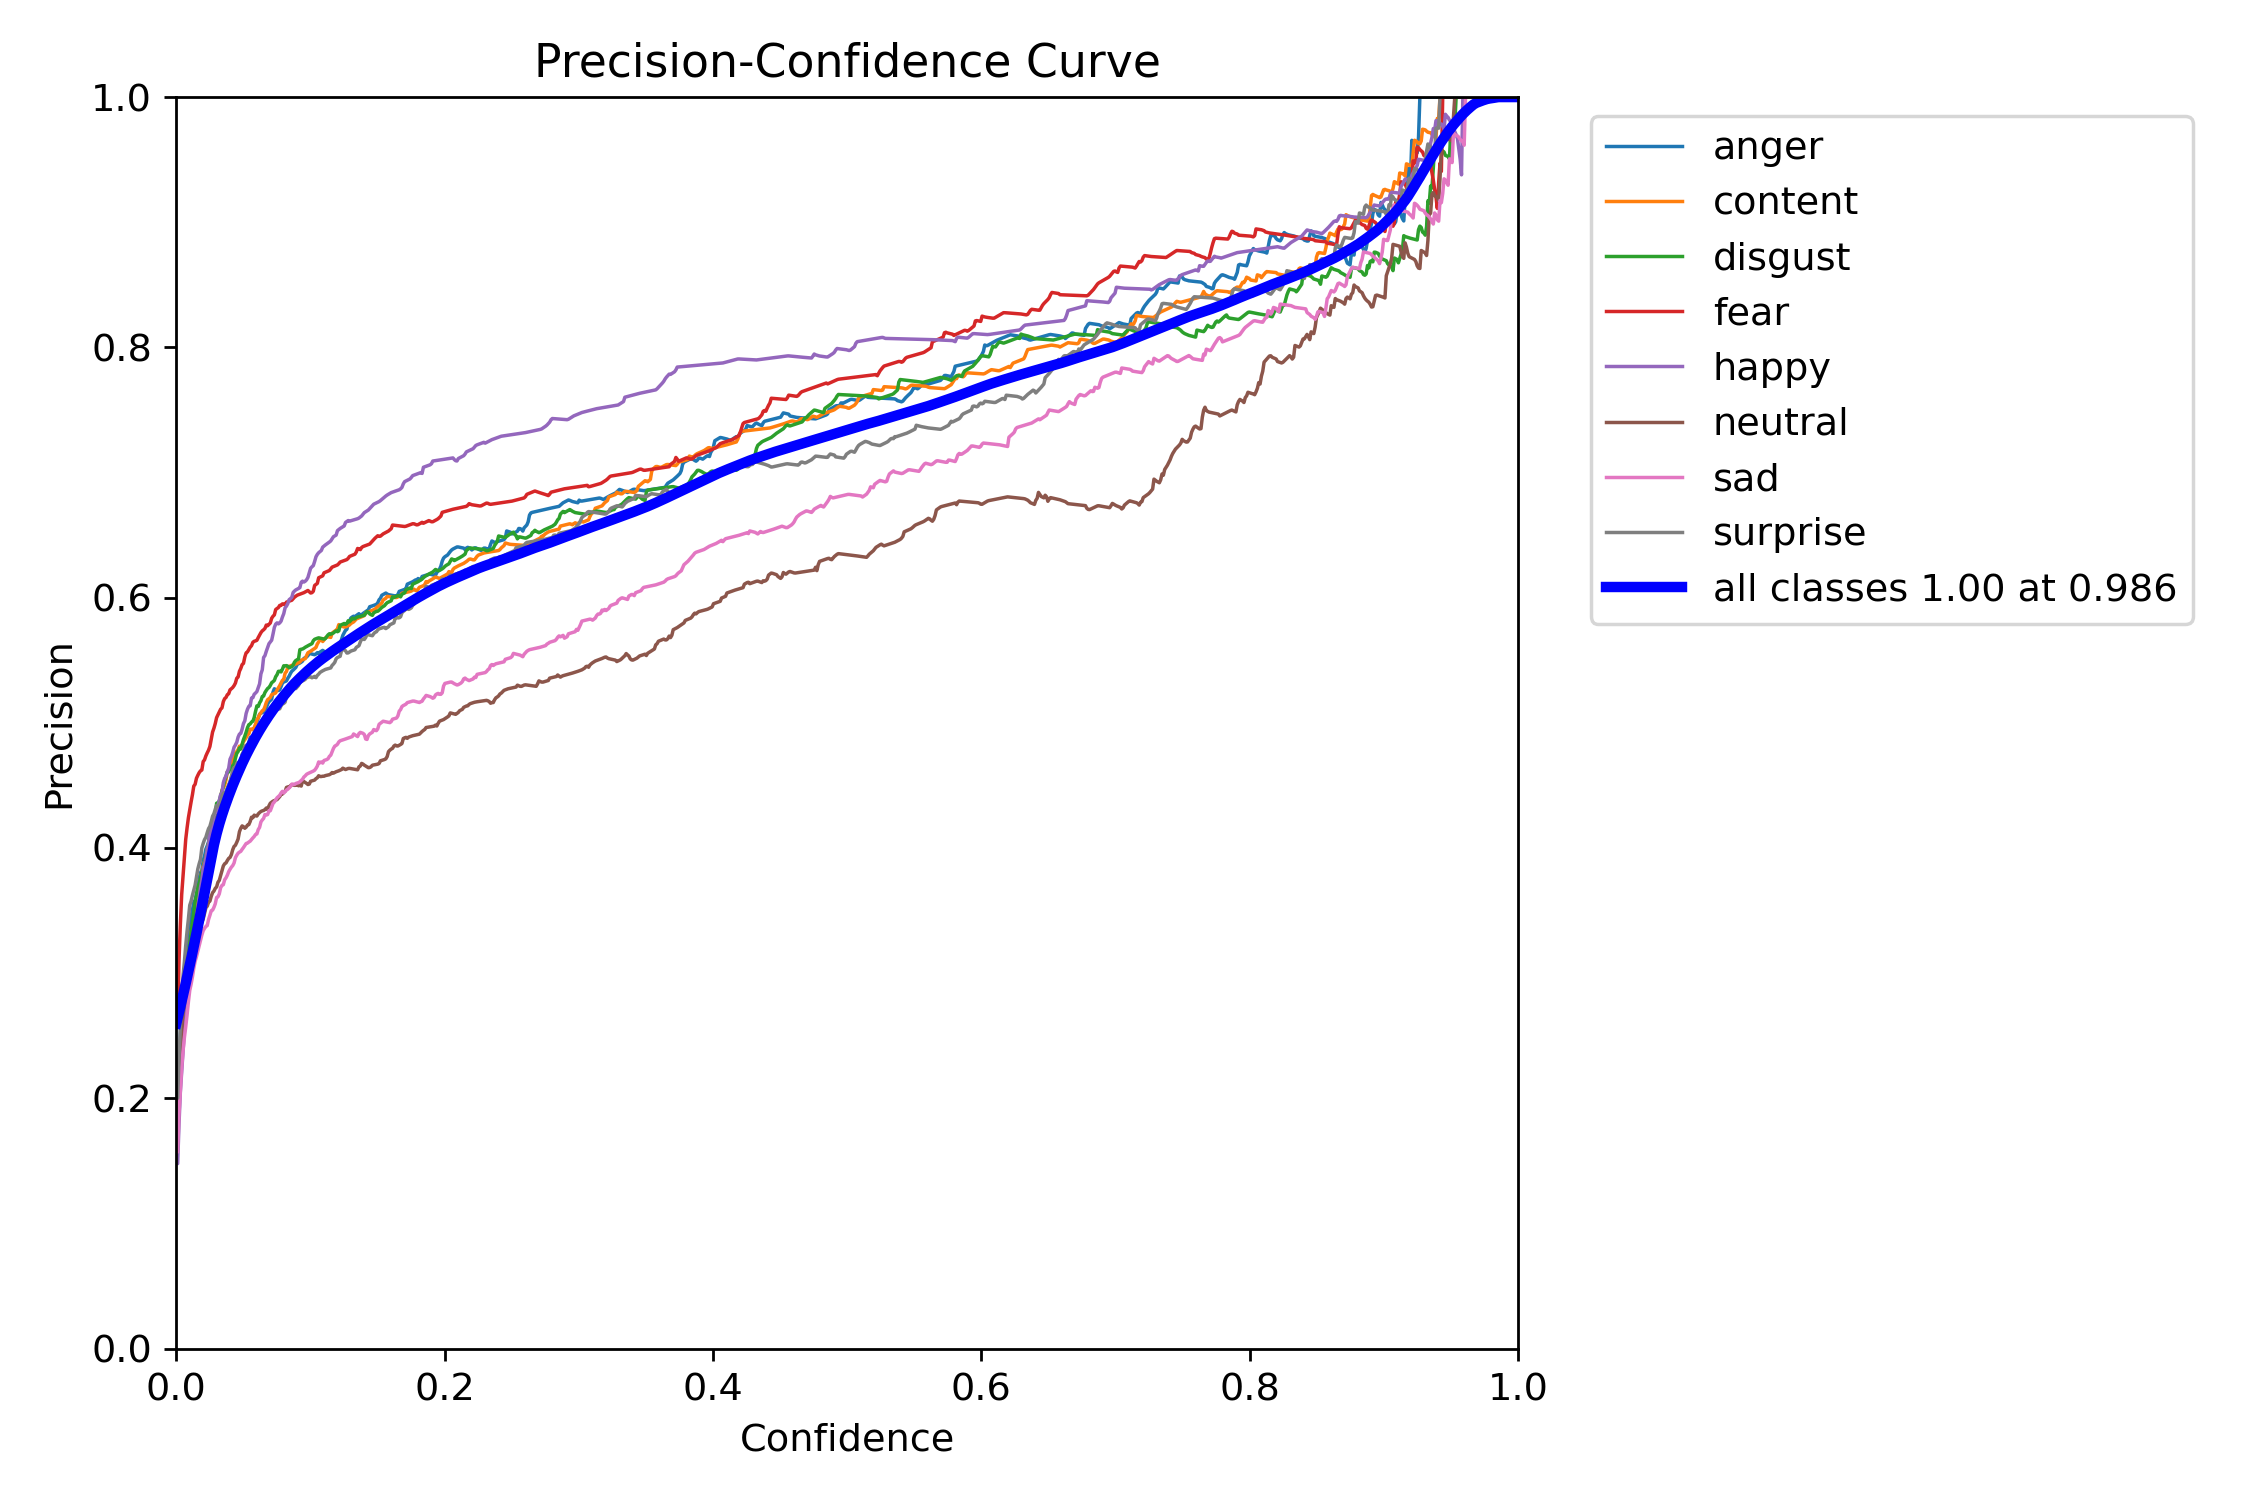 Precision-Confidence Curve
1.0
0.8
0.6
0.4
0.2
0.0
Precision
0.0 0.2 0.4 0.6 0.8 1.0
Confidence
anger
content
disgust
fear
happy
neutral
sad
surprise
all classes 1.00 at 0.986